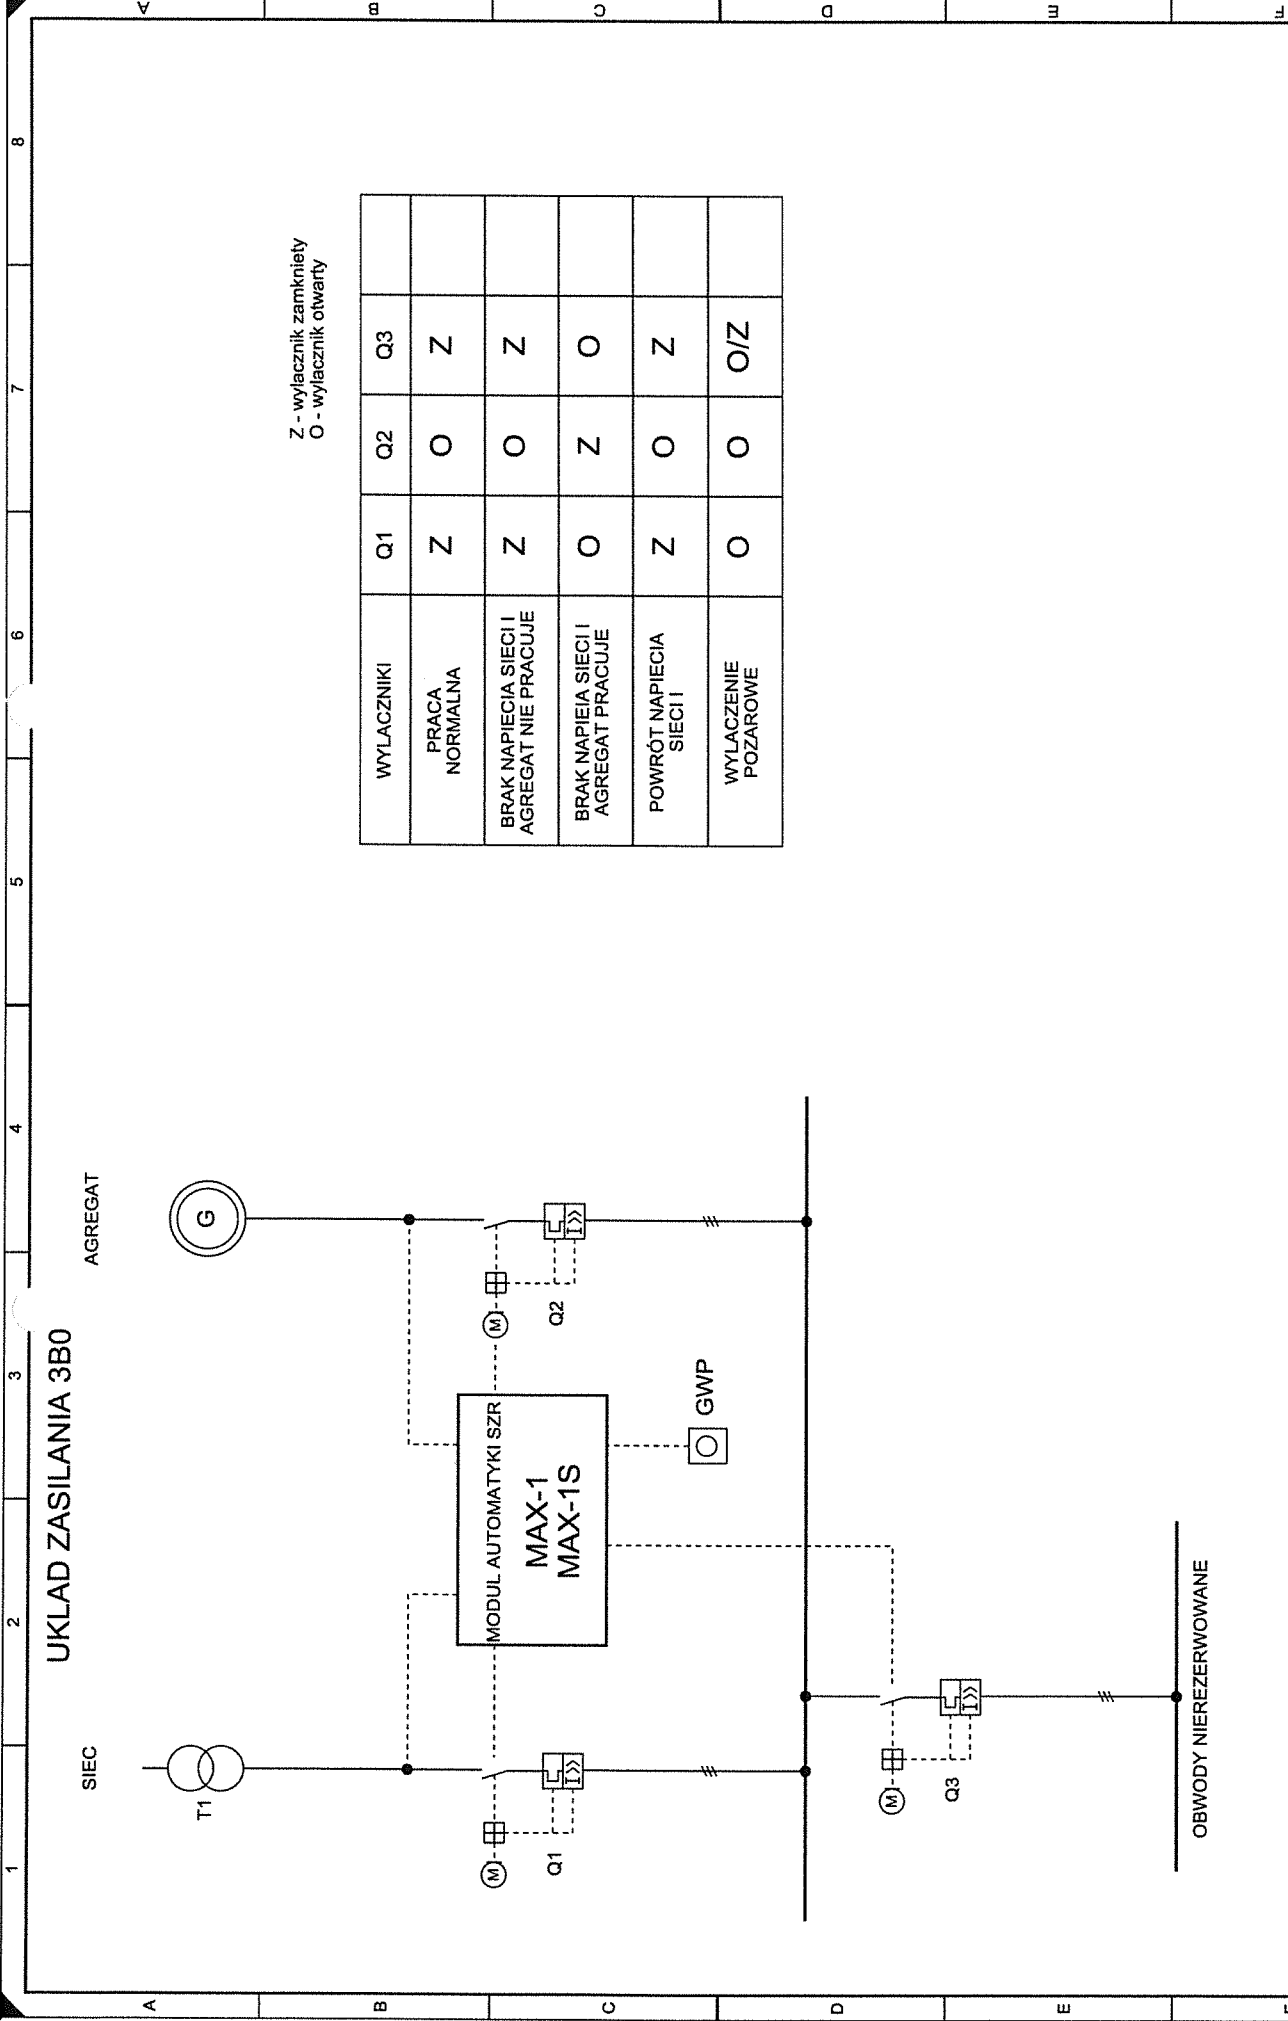 1 2 3 4 5 6 7 8
UKLAD ZASILANIA 3B0
A A
SIEC
AGREGAT
T1
G
B B
Z - wylacznik zamkniety
O - wylacznik otwarty
WYLACZNIKI Q1 Q2 Q3
PRACA
NORMALNA
Z O Z
BRAK NAPIECIA SIECI I
AGREGAT NIE PRACUJE
Z O Z
BRAK NAPIEIA SIECI I
AGREGAT PRACUJE
O Z O
POWRÓT NAPIECIA
SIECI I
Z O Z
WYLACZENIE
POZAROWE
O O O/Z
MODUL AUTOMATYKI SZR
MAX-1
MAX-1S
M
Q1
I>>
M
Q2
I>>
C C
GWP
D D
M
Q3
I>>
E E
OBWODY NIEREZERWOWANE
F F